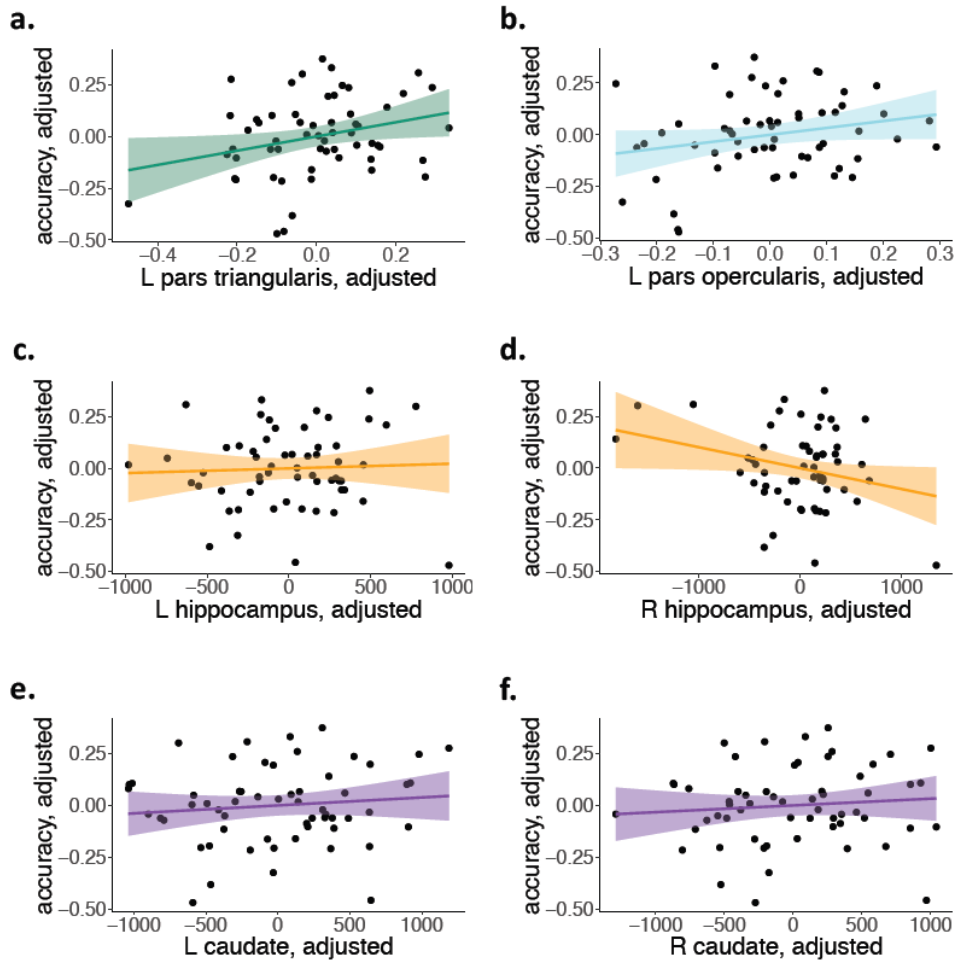 a.
accuracy, adjusted
0.25
0.00
−0.25
−0.50
−0.4
−0.2
0.0
0.2
L pars triangularis, adjusted
b.
accuracy, adjusted
0.25
0.00
−0.25
−0.50
−0.3
−0.2
−0.1
0.0
0.1
0.2
0.3
L pars opercularis, adjusted
c.
accuracy, adjusted
0.25
0.00
−0.25
−0.50
−1000
−500
0
500
1000
L hippocampus, adjusted
d.
accuracy, adjusted
0.25
0.00
−0.25
−0.50
−1000
0
1000
R hippocampus, adjusted
e.
accuracy, adjusted
0.25
0.00
−0.25
−0.50
−1000
−500
0
500
1000
L caudate, adjusted
f.
accuracy, adjusted
0.25
0.00
−0.25
−0.50
−1000
−500
0
500
1000
R caudate, adjusted